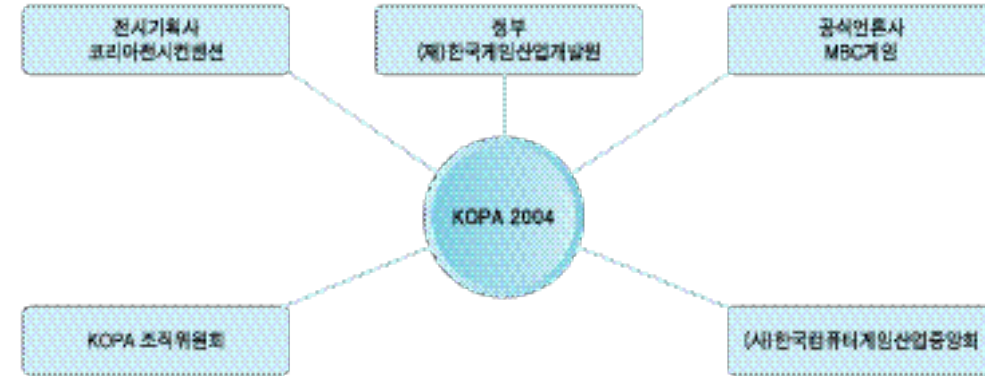 전시기획사
코리아전시컨벤션
정부
(재)한국게임산업개발원
공식언론사
MBC게임
KOPA 2004
KOPA 조직위원회
(사)한국컴퓨터게임산업중앙회